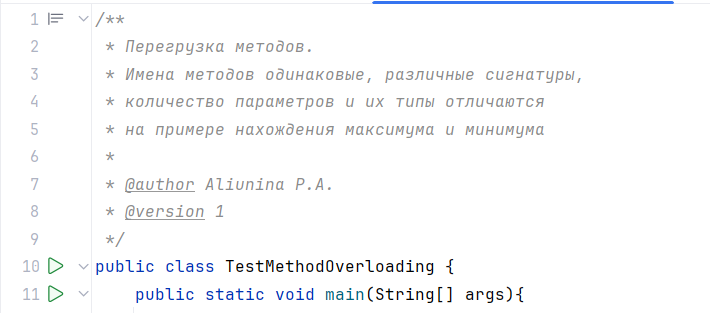 1 /**
2 * Перегрузка методов.
3 * Имена методов одинаковые, различные сигнатуры,
4 * количество параметров и их типы отличаются
5 * на примере нахождения максимума и минимума
6 *
7 * @author Aliunina P.A.
8 * @version 1
9 */
10 public class TestMethodOverloading {
11 public static void main(String[] args){